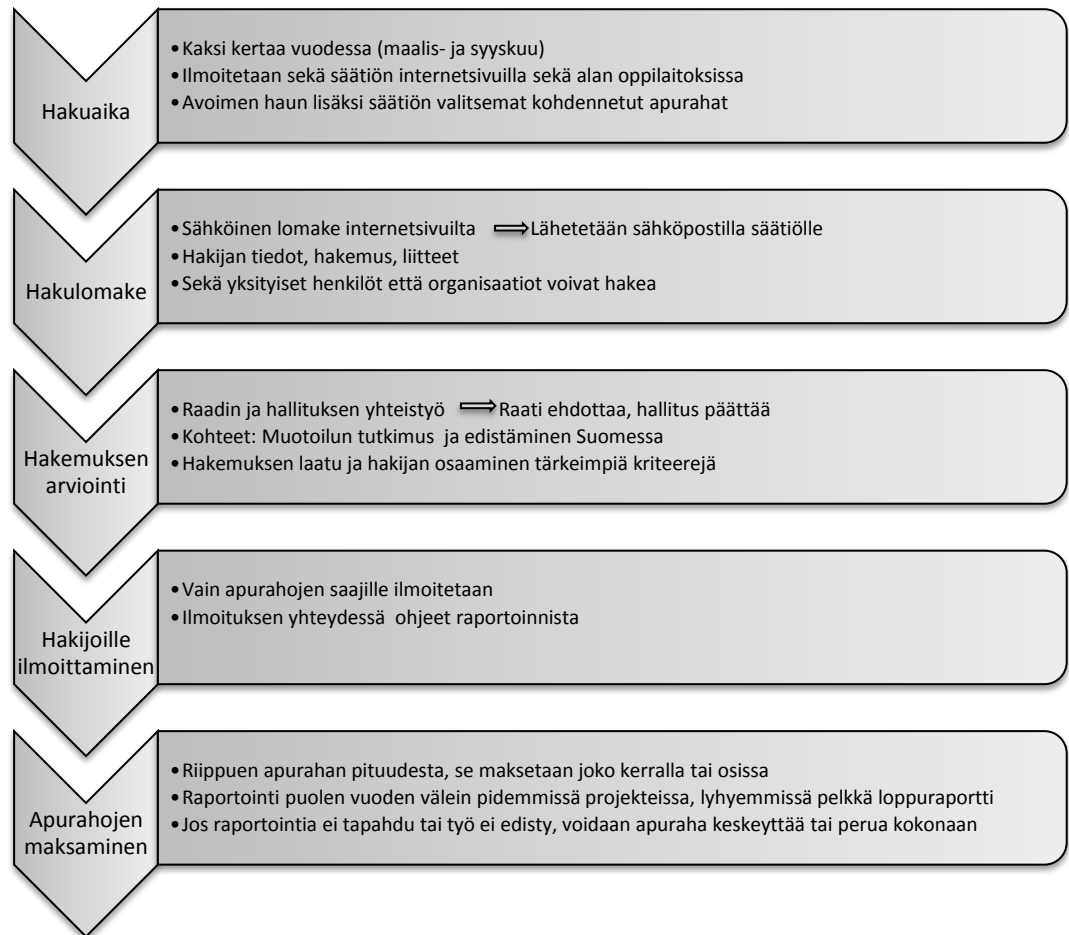 Hakuaika
•Kaksi kertaa vuodessa (maalis- ja syyskuu)
•Ilmoitetaan sekä säätiön internetsivuilla sekä alan oppilaitoksissa
•Avoimen haun lisäksi säätiön valitsemat kohdennetut apurahat
Hakulomake
•Sähköinen lomake internetsivuilta ⟹ Lähetetään sähköpostilla säätiölle
•Hakijan tiedot, hakemus, liitteet
•Sekä yksityiset henkilöt että organisaatiot voivat hakea
Hakemuksen
arviointi
•Raadin ja hallituksen yhteistyö ⟹ Raati ehdottaa, hallitus päättää
•Kohteet: Muotoilun tutkimus ja edistäminen Suomessa
•Hakemuksen laatu ja hakijan osaaminen tärkeimpiä kriteerejä
Hakijoille
ilmoittaminen
•Vain apurahojen saajille ilmoitetaan
•Ilmoituksen yhteydessä ohjeet raportoinnista
Apurahojen
maksaminen
•Riippuen apurahan pituudesta, se maksetaan joko kerralla tai osissa
•Raportointi puolen vuoden välein pidemmissä projekteissa, lyhyemmissä pelkkä loppuraportti
•Jos raportointia ei tapahdu tai työ ei edisty, voidaan apuraha keskeyttää tai perua kokonaan